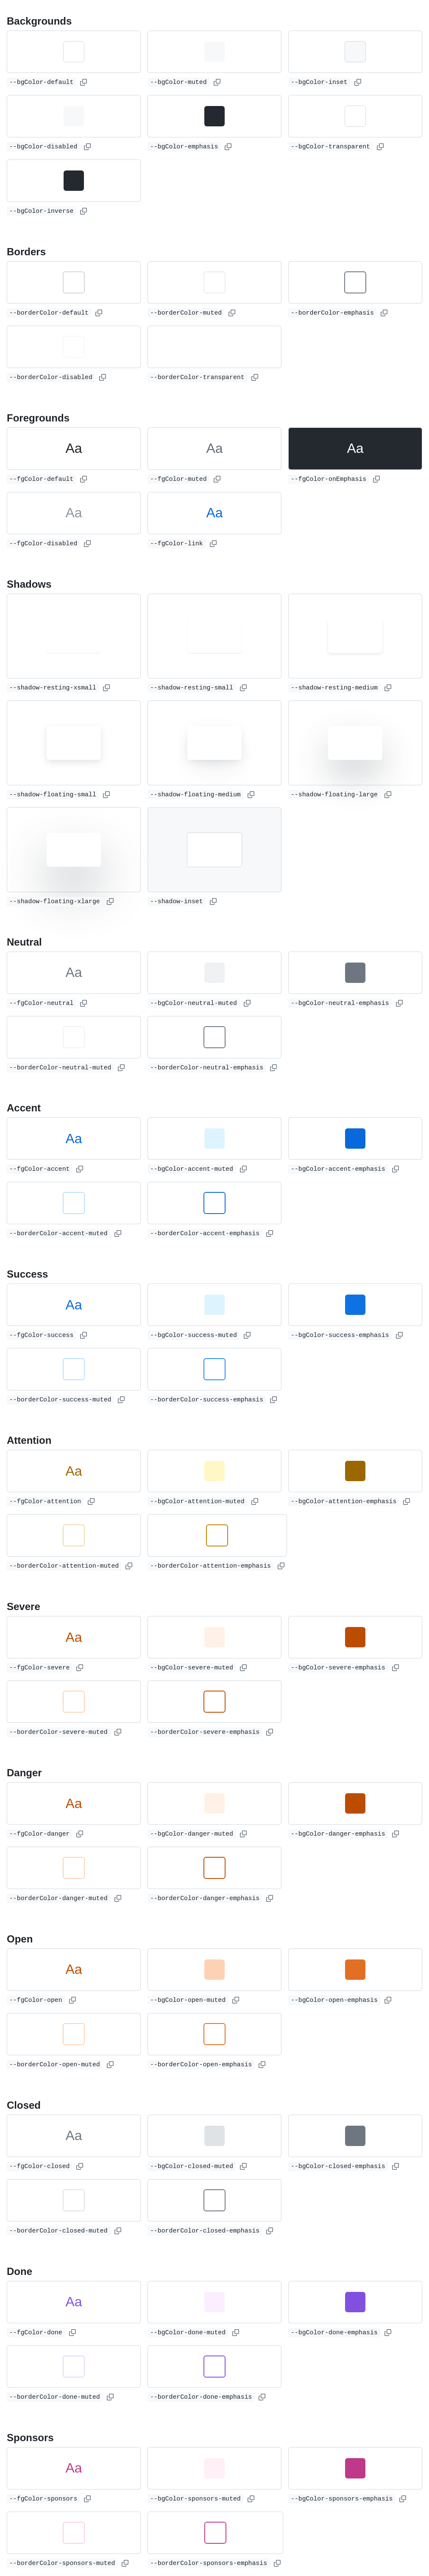 Backgrounds
--bgColor-default --bgColor-muted --bgColor-inset
--bgColor-disabled --bgColor-emphasis --bgColor-transparent
--bgColor-inverse
Borders
--borderColor-default --borderColor-muted --borderColor-emphasis
--borderColor-disabled --borderColor-transparent
Foregrounds
Aa Aa Aa
--fgColor-default --fgColor-muted --fgColor-onEmphasis
Aa Aa
--fgColor-disabled --fgColor-link
Shadows
--shadow-resting-xsmall --shadow-resting-small --shadow-resting-medium
--shadow-floating-small --shadow-floating-medium --shadow-floating-large
--shadow-floating-xlarge --shadow-inset
Neutral
Aa
--fgColor-neutral --bgColor-neutral-muted --bgColor-neutral-emphasis
--borderColor-neutral-muted --borderColor-neutral-emphasis
Accent
Aa
--fgColor-accent --bgColor-accent-muted --bgColor-accent-emphasis
--borderColor-accent-muted --borderColor-accent-emphasis
Success
Aa
--fgColor-success --bgColor-success-muted --bgColor-success-emphasis
--borderColor-success-muted --borderColor-success-emphasis
Attention
Aa
--fgColor-attention --bgColor-attention-muted --bgColor-attention-emphasis
--borderColor-attention-muted --borderColor-attention-emphasis
Severe
Aa
--fgColor-severe --bgColor-severe-muted --bgColor-severe-emphasis
--borderColor-severe-muted --borderColor-severe-emphasis
Danger
Aa
--fgColor-danger --bgColor-danger-muted --bgColor-danger-emphasis
--borderColor-danger-muted --borderColor-danger-emphasis
Open
Aa
--fgColor-open --bgColor-open-muted --bgColor-open-emphasis
--borderColor-open-muted --borderColor-open-emphasis
Closed
Aa
--fgColor-closed --bgColor-closed-muted --bgColor-closed-emphasis
--borderColor-closed-muted --borderColor-closed-emphasis
Done
Aa
--fgColor-done --bgColor-done-muted --bgColor-done-emphasis
--borderColor-done-muted --borderColor-done-emphasis
Sponsors
Aa
--fgColor-sponsors --bgColor-sponsors-muted --bgColor-sponsors-emphasis
--borderColor-sponsors-muted --borderColor-sponsors-emphasis